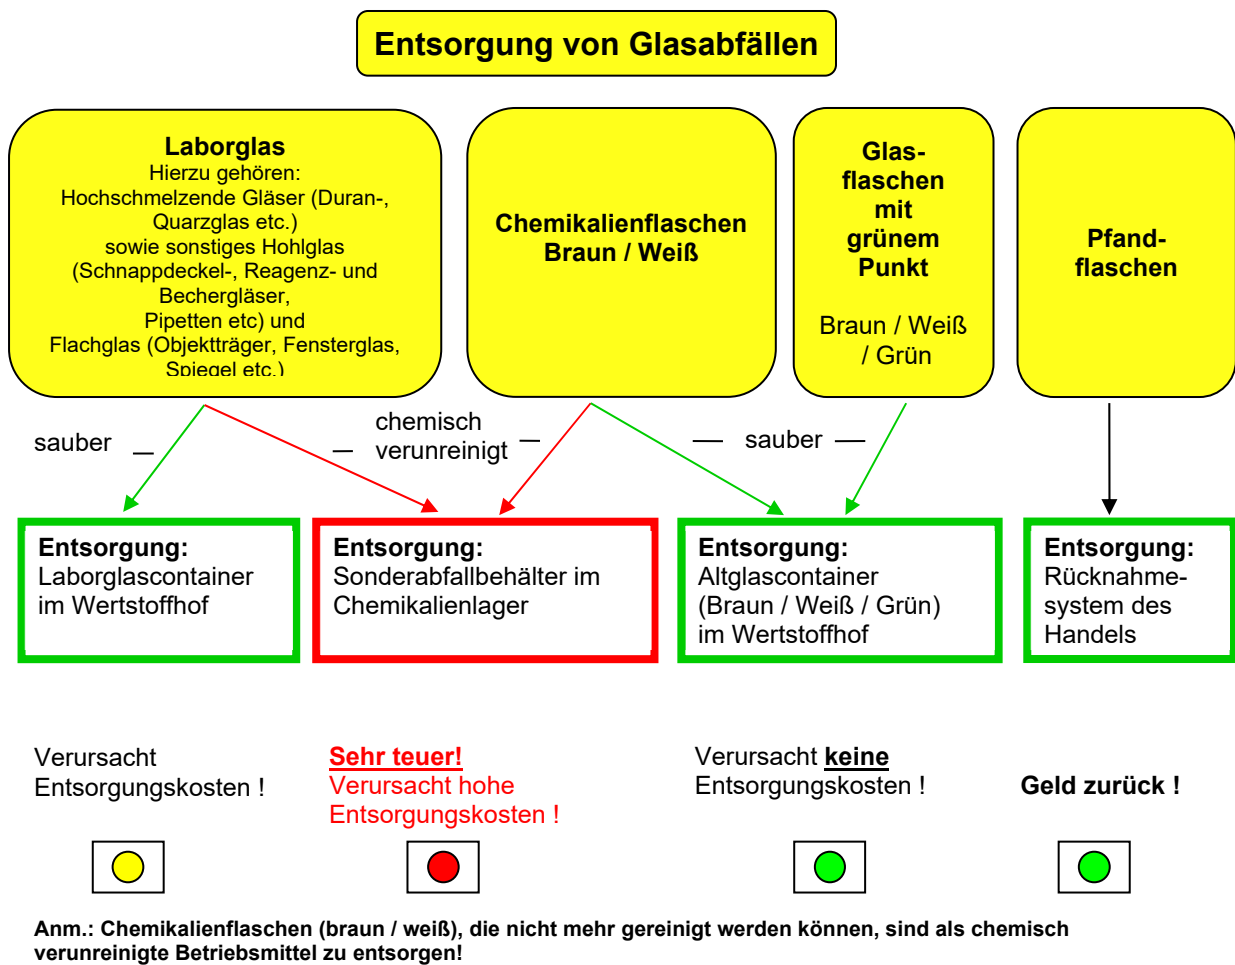 Entsorgung von Glasabfällen
Laborglas
Hierzu gehören:
Hochschmelzende Gläser (Duran-,
Quarzglas etc.)
sowie sonstiges Hohlglas
(Schnappdeckel-, Reagenz- und
Bechergläser,
Pipetten etc) und
Flachglas (Objektträger, Fensterglas,
Spiegel etc.)
Chemikalienflaschen
Braun / Weiß
Glas-
flaschen
mit
grünem
Punkt
Braun / Weiß
/ Grün
Pfand-
flaschen
sauber
chemisch
verunreinigt
sauber
Entsorgung:
Laborglascontainer
im Wertstoffhof
Entsorgung:
Sonderabfallbehälter im
Chemikalienlager
Entsorgung:
Altglascontainer
(Braun / Weiß / Grün)
im Wertstoffhof
Entsorgung:
Rücknahme-
system des
Handels
Verursacht
Entsorgungskosten !
Sehr teuer!
Verursacht hohe
Entsorgungskosten !
Verursacht keine
Entsorgungskosten !
Geld zurück !
Anm.: Chemikalienflaschen (braun / weiß), die nicht mehr gereinigt werden können, sind als chemisch
verunreinigte Betriebsmittel zu entsorgen!